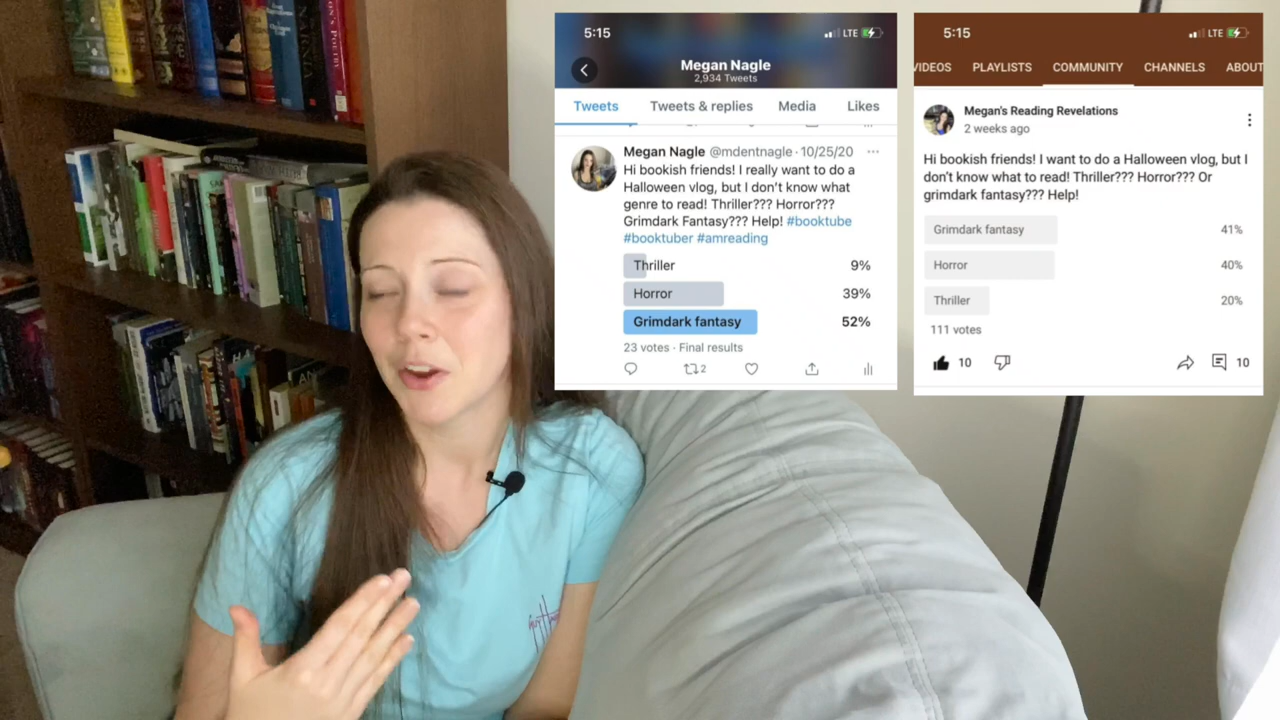 5:15
LTE
Megan Nagle
2,934 Tweets
Tweets
Tweets & replies
Media
Likes
Megan Nagle @mdentnagle · 10/25/20
Hi bookish friends! I really want to do a
Halloween vlog, but I don't know what
genre to read! Thriller??? Horror???
Grimdark Fantasy??? Help! #booktube
#booktuber #amreading
Thriller 9%
Horror 39%
Grimdark fantasy 52%
23 votes · Final results
2
5:15
LTE
VIDEOS
PLAYLISTS
COMMUNITY
CHANNELS
ABOUT
Megan's Reading Revelations
2 weeks ago
Hi bookish friends! I want to do a Halloween vlog, but I
don't know what to read! Thriller??? Horror??? Or
grimdark fantasy??? Help!
Grimdark fantasy 41%
Horror 40%
Thriller 20%
111 votes
10
10
NARNIA